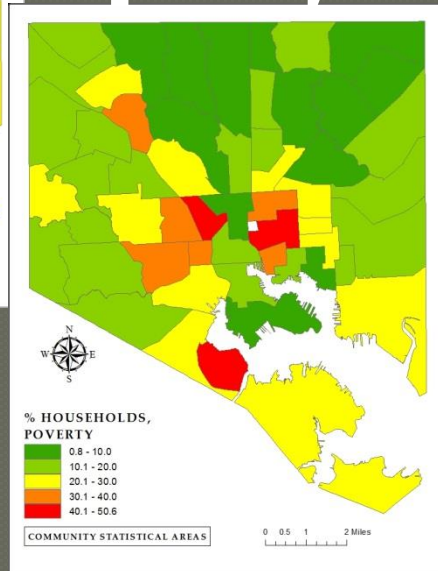 N
W E
S
% HOUSEHOLDS,
POVERTY
0.8 - 10.0
10.1 - 20.0
20.1 - 30.0
30.1 - 40.0
40.1 - 50.6
COMMUNITY STATISTICAL AREAS
0 0.5 1 2 Miles